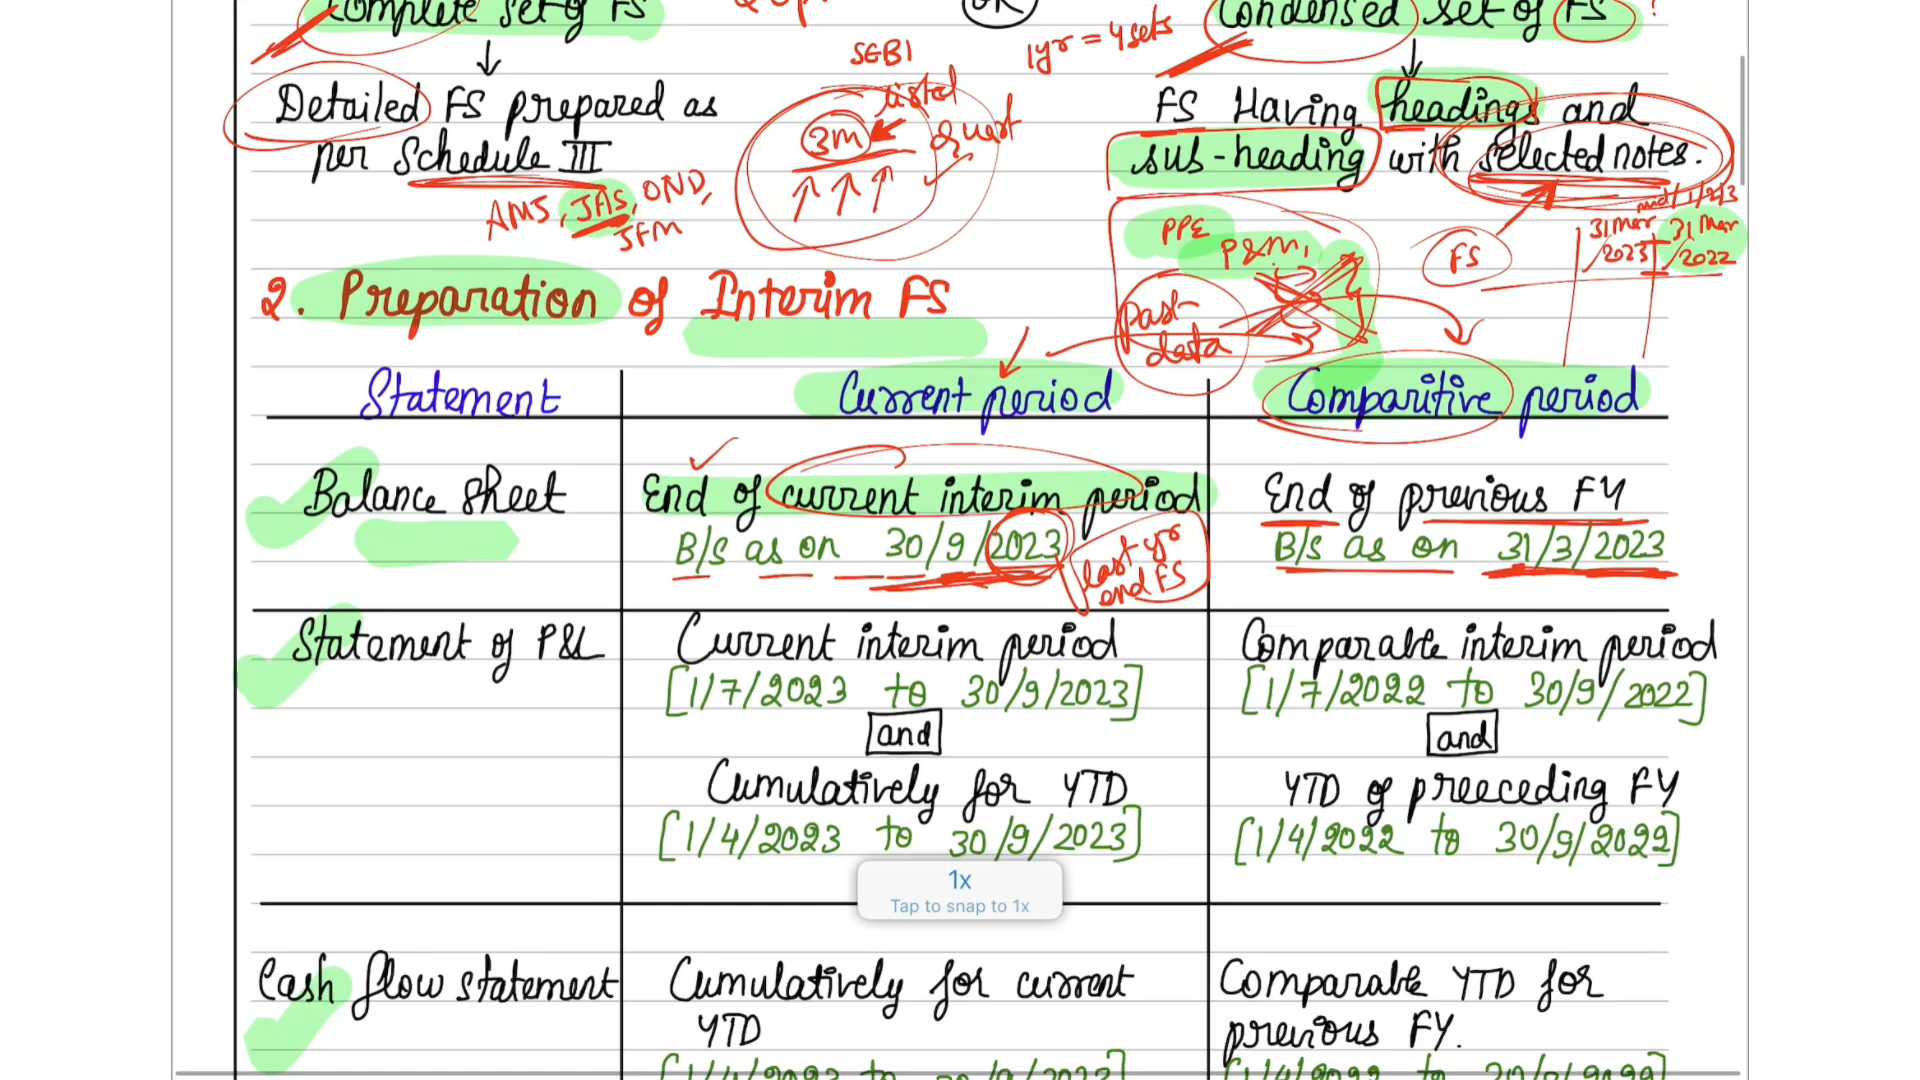 Complete set of FS
OR
Condensed set of FS ?
SEBI
1yr = 4 sets
Detailed FS prepared as
per Schedule III
listed
3m
quart
FS Having headings and
sub-heading with selected notes.
AMJ, JAS, OND,
JFM
PPE
P&M,
FS
31 Mar
/2023
31 Mar
/2022
past
data
2. Preparation of Interim FS
Statement
Current period
Comparitive period
Balance sheet
End of current interim period
B/s as on 30/9/2023
last yr
end FS
End of previous FY
B/s as on 31/3/2023
Statement of P&L
Current interim period
[1/7/2023 to 30/9/2023]
and
Cumulatively for YTD
[1/4/2023 to 30/9/2023]
Comparable interim period
[1/7/2022 to 30/9/2022]
and
YTD of preeceding FY
[1/4/2022 to 30/9/2022]
1x
Tap to snap to 1x
Cash flow statement
Cumulatively for current
YTD
Comparable YTD for
previous FY.